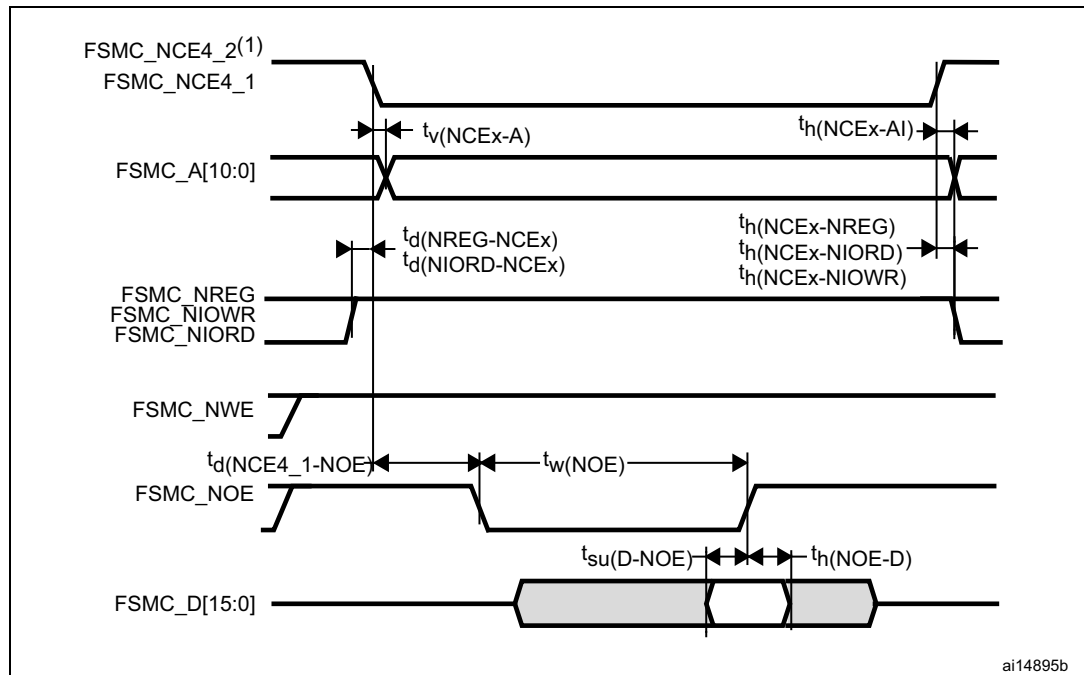 FSMC_NCE4_2(1)
FSMC_NCE4_1
tv(NCEx-A)
th(NCEx-AI)
FSMC_A[10:0]
td(NREG-NCEx)
td(NIORD-NCEx)
th(NCEx-NREG)
th(NCEx-NIORD)
th(NCEx-NIOWR)
FSMC_NREG
FSMC_NIOWR
FSMC_NIORD
FSMC_NWE
td(NCE4_1-NOE)
tw(NOE)
FSMC_NOE
tsu(D-NOE)
th(NOE-D)
FSMC_D[15:0]
ai14895b